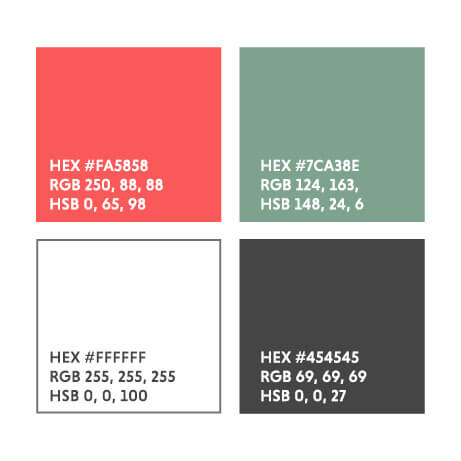 HEX #FA5858
RGB 250, 88, 88
HSB 0, 65, 98
HEX #7CA38E
RGB 124, 163,
HSB 148, 24, 6
HEX #FFFFFF
RGB 255, 255, 255
HSB 0, 0, 100
HEX #454545
RGB 69, 69, 69
HSB 0, 0, 27